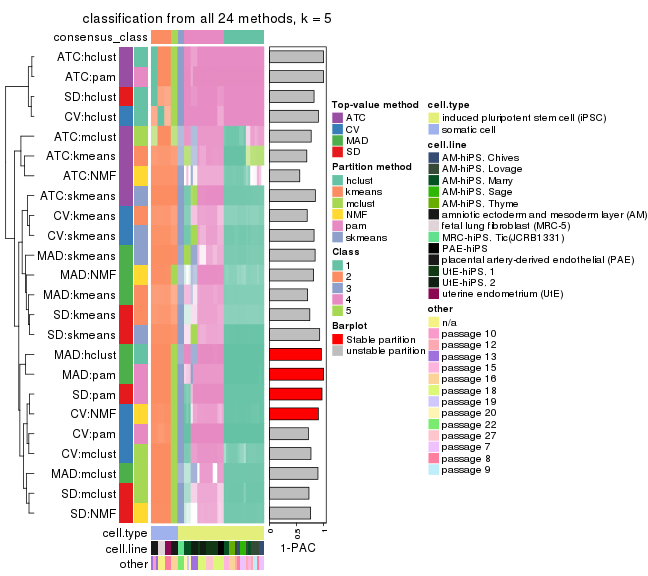 classification from all 24 methods, k = 5
consensus_class
ATC:hclust
ATC:pam
SD:hclust
CV:hclust
ATC:mclust
ATC:kmeans
ATC:NMF
ATC:skmeans
CV:kmeans
CV:skmeans
MAD:skmeans
MAD:NMF
MAD:kmeans
SD:kmeans
SD:skmeans
MAD:hclust
MAD:pam
SD:pam
CV:NMF
CV:pam
CV:mclust
MAD:mclust
SD:mclust
SD:NMF
cell.type
cell.line
other
0
0.5
1
1-PAC
Top-value method
ATC
CV
MAD
SD
Partition method
hclust
kmeans
mclust
NMF
pam
skmeans
Class
1
2
3
4
5
Barplot
Stable partition
unstable partition
cell.type
induced pluripotent stem cell (iPSC)
somatic cell
cell.line
AM-hiPS. Chives
AM-hiPS. Lovage
AM-hiPS. Marry
AM-hiPS. Sage
AM-hiPS. Thyme
amniotic ectoderm and mesoderm layer (AM)
fetal lung fibroblast (MRC-5)
MRC-hiPS. Tic(JCRB1331)
PAE-hiPS
placental artery-derived endothelial (PAE)
UtE-hiPS. 1
UtE-hiPS. 2
uterine endometrium (UtE)
other
n/a
passage 10
passage 12
passage 13
passage 15
passage 16
passage 18
passage 19
passage 20
passage 22
passage 27
passage 7
passage 8
passage 9